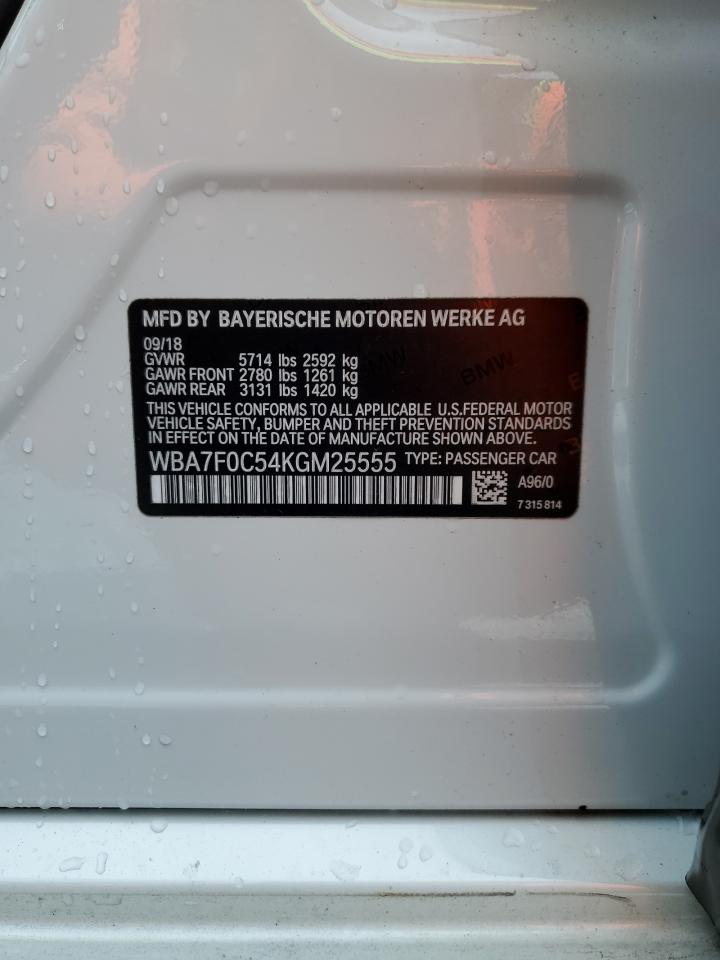 MFD BY BAYERISCHE MOTOREN WERKE AG
09/18
GVWR 5714 lbs 2592 kg
GAWR FRONT 2780 lbs 1261 kg
GAWR REAR 3131 lbs 1420 kg
THIS VEHICLE CONFORMS TO ALL APPLICABLE U.S.FEDERAL MOTOR
VEHICLE SAFETY, BUMPER AND THEFT PREVENTION STANDARDS
IN EFFECT ON THE DATE OF MANUFACTURE SHOWN ABOVE.
WBA7F0C54KGM25555 TYPE: PASSENGER CAR
A96/0
7 315 814
BMW
BMW